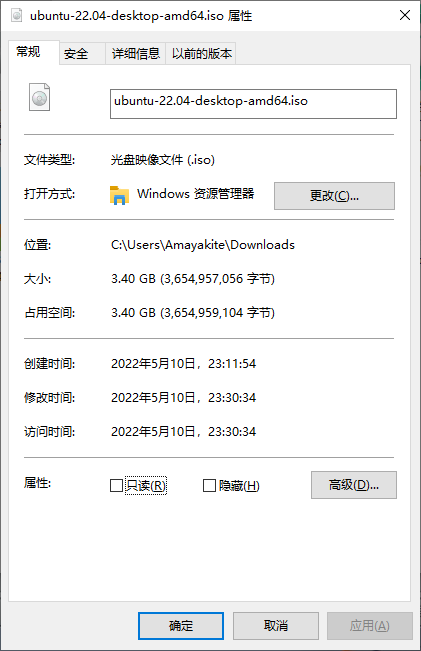 ubuntu-22.04-desktop-amd64.iso 属性
常规 安全 详细信息 以前的版本
ubuntu-22.04-desktop-amd64.iso
文件类型: 光盘映像文件 (.iso)
打开方式: Windows 资源管理器 更改(C)...
位置: C:\Users\Amayakite\Downloads
大小: 3.40 GB (3,654,957,056 字节)
占用空间: 3.40 GB (3,654,959,104 字节)
创建时间: 2022年5月10日，23:11:54
修改时间: 2022年5月10日，23:30:34
访问时间: 2022年5月10日，23:30:34
属性: 只读(R) 隐藏(H) 高级(D)...
确定 取消 应用(A)